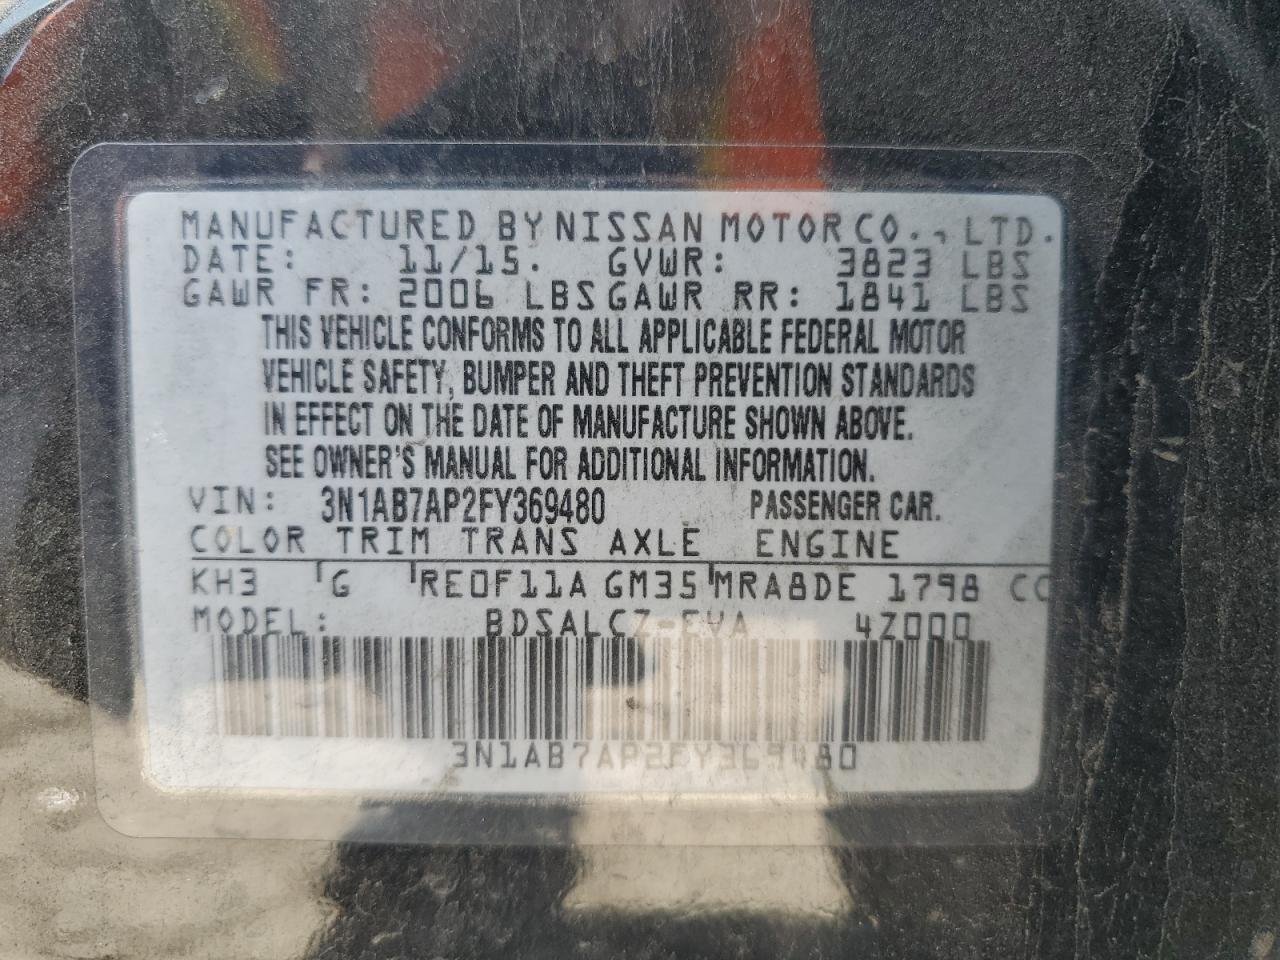 MANUFACTURED BY NISSAN MOTOR CO., LTD.
DATE: 11/15. GVWR: 3823 LBS
GAWR FR: 2006 LBS GAWR RR: 1841 LBS
THIS VEHICLE CONFORMS TO ALL APPLICABLE FEDERAL MOTOR
VEHICLE SAFETY, BUMPER AND THEFT PREVENTION STANDARDS
IN EFFECT ON THE DATE OF MANUFACTURE SHOWN ABOVE.
SEE OWNER'S MANUAL FOR ADDITIONAL INFORMATION.
VIN: 3N1AB7AP2FY369480 PASSENGER CAR.
COLOR TRIM TRANS AXLE ENGINE
KH3 G RE0F11A GM35 MRA8DE 1798 CC
MODEL: BDSALCZ-EVA 4Z000
3N1AB7AP2FY369480